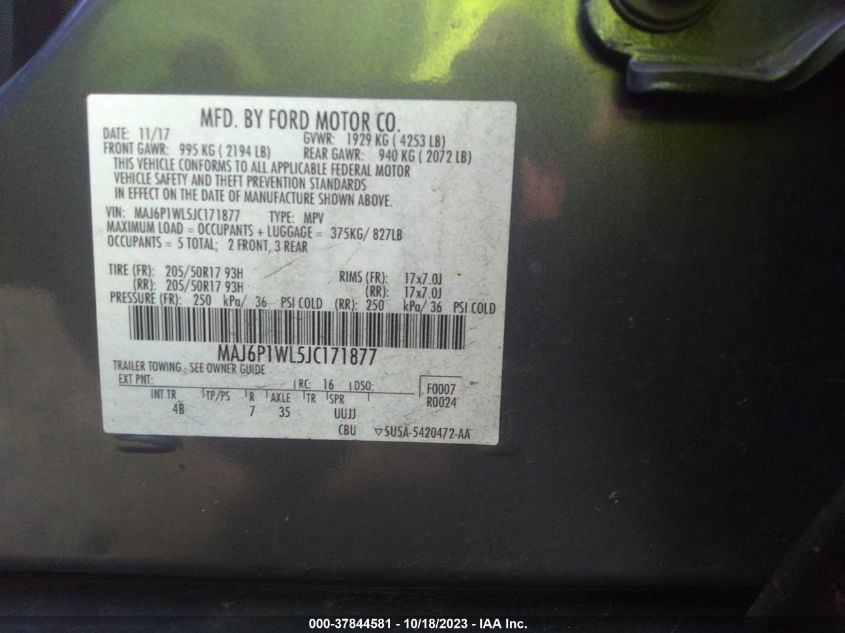 MFD. BY FORD MOTOR CO.
DATE: 11/17 GVWR: 1929 KG ( 4253 LB)
FRONT GAWR: 995 KG ( 2194 LB) REAR GAWR: 940 KG ( 2072 LB)
THIS VEHICLE CONFORMS TO ALL APPLICABLE FEDERAL MOTOR
VEHICLE SAFETY AND THEFT PREVENTION STANDARDS
IN EFFECT ON THE DATE OF MANUFACTURE SHOWN ABOVE.
VIN: MAJ6P1WL5JC171877 TYPE: MPV
MAXIMUM LOAD = OCCUPANTS + LUGGAGE = 375KG/ 827LB
OCCUPANTS = 5 TOTAL; 2 FRONT, 3 REAR
TIRE (FR): 205/50R17 93H RIMS (FR): 17x7.0J
(RR): 205/50R17 93H (RR): 17x7.0J
PRESSURE (FR): 250 kPa/ 36 PSI COLD (RR): 250 kPa/ 36 PSI COLD
MAJ6P1WL5JC171877
TRAILER TOWING - SEE OWNER GUIDE
EXT PNT: RC: 16 DSO: F0007
INT TR TP/PS R AXLE TR SPR R0024
4B 7 35 UUJJ
CBU ▽5U5A-5420472-AA
000-37844581 - 10/18/2023 - IAA Inc.